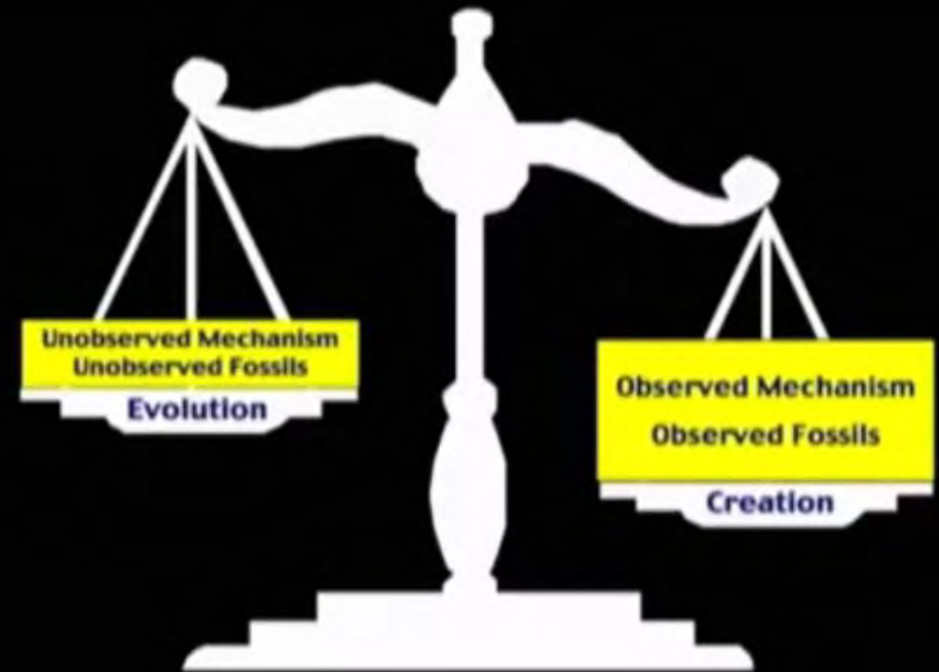 Unobserved Mechanism
Unobserved Fossils
Evolution
Observed Mechanism
Observed Fossils
Creation